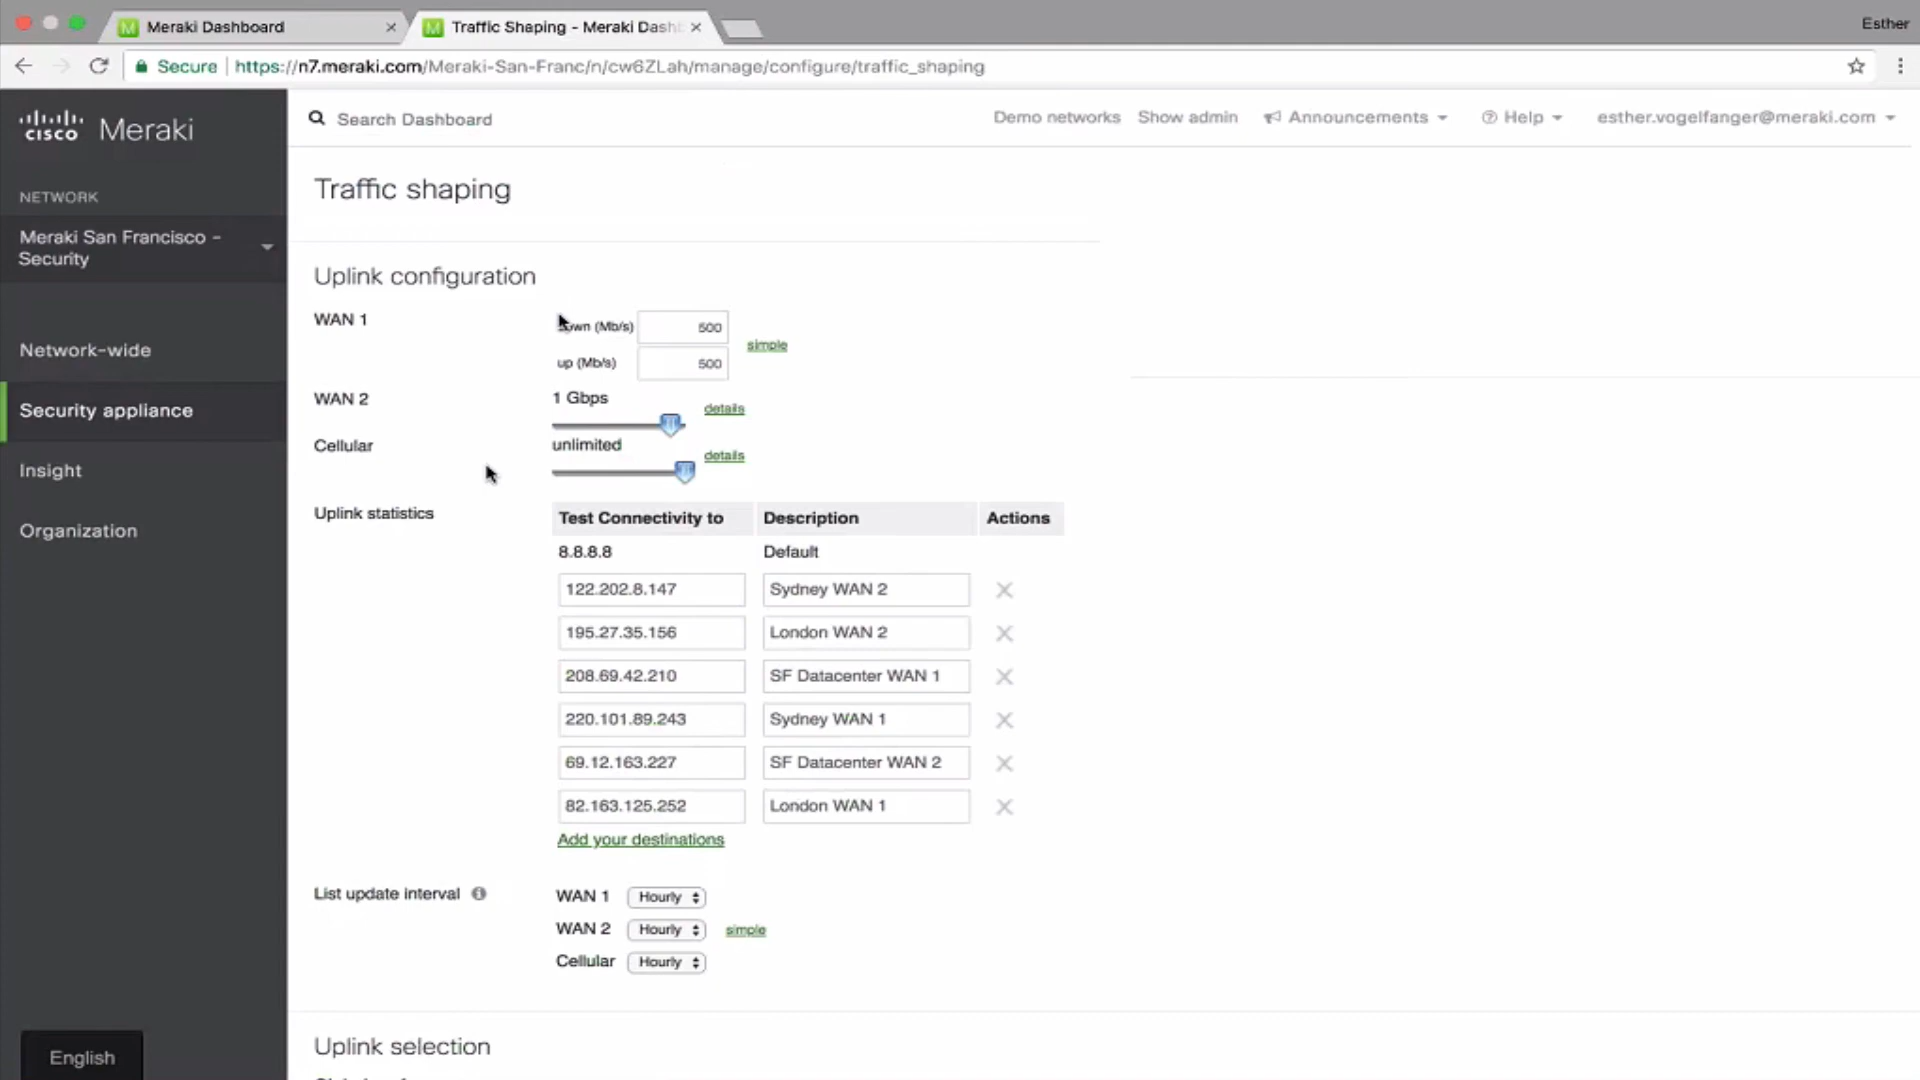 Meraki Dashboard
Traffic Shaping - Meraki Dash
Esther
Secure https://n7.meraki.com/Meraki-San-Franc/n/cw6ZLah/manage/configure/traffic_shaping
cisco Meraki
Search Dashboard
Demo networks Show admin Announcements Help esther.vogelfanger@meraki.com
NETWORK
Meraki San Francisco -
Security
Network-wide
Security appliance
Insight
Organization
English
Traffic shaping
Uplink configuration
WAN 1
(Mb/s) 500
up (Mb/s) 500
simple
WAN 2
1 Gbps
details
Cellular
unlimited
details
Uplink statistics
Test Connectivity to Description Actions
8.8.8.8 Default
122.202.8.147 Sydney WAN 2
195.27.35.156 London WAN 2
208.69.42.210 SF Datacenter WAN 1
220.101.89.243 Sydney WAN 1
69.12.163.227 SF Datacenter WAN 2
82.163.125.252 London WAN 1
Add your destinations
List update interval
WAN 1 Hourly
WAN 2 Hourly simple
Cellular Hourly
Uplink selection